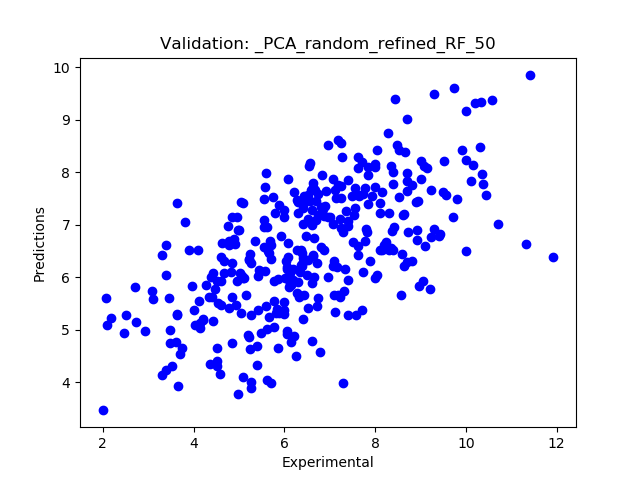 Validation: _PCA_random_refined_RF_50
10
9
8
7
6
5
4
Predictions
2 4 6 8 10 12
Experimental